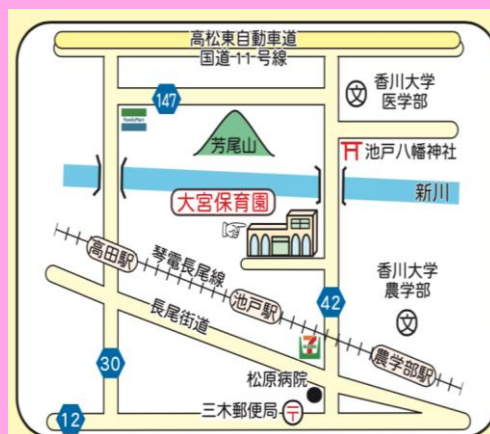 高松東自動車道
国道11号線
147
FamilyMart
香川大学
医学部
芳尾山
池戸八幡神社
新川
大宮保育園
高田駅
琴電長尾線
池戸駅
香川大学
農学部
長尾街道
42
7
農学部駅
30
松原病院
三木郵便局
12